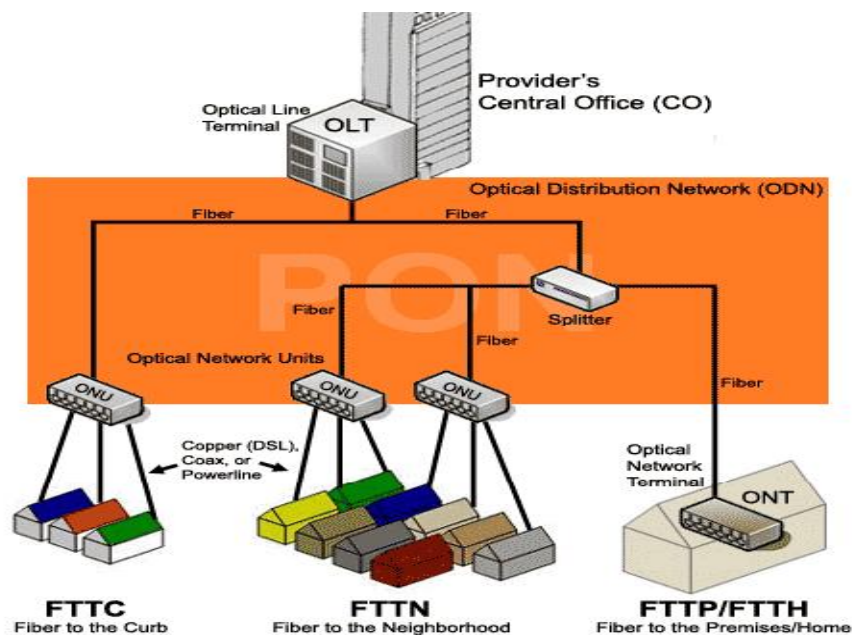 Provider's
Central Office (CO)
Optical Line
Terminal
OLT
Optical Distribution Network (ODN)
Fiber
Fiber
PON
Splitter
Fiber
Fiber
Fiber
Optical Network Units
ONU
ONU
ONU
Copper (DSL),
Coax, or
Powerline
Optical
Network
Terminal
ONT
FTTC
Fiber to the Curb
FTTN
Fiber to the Neighborhood
FTTP/FTTH
Fiber to the Premises/Home